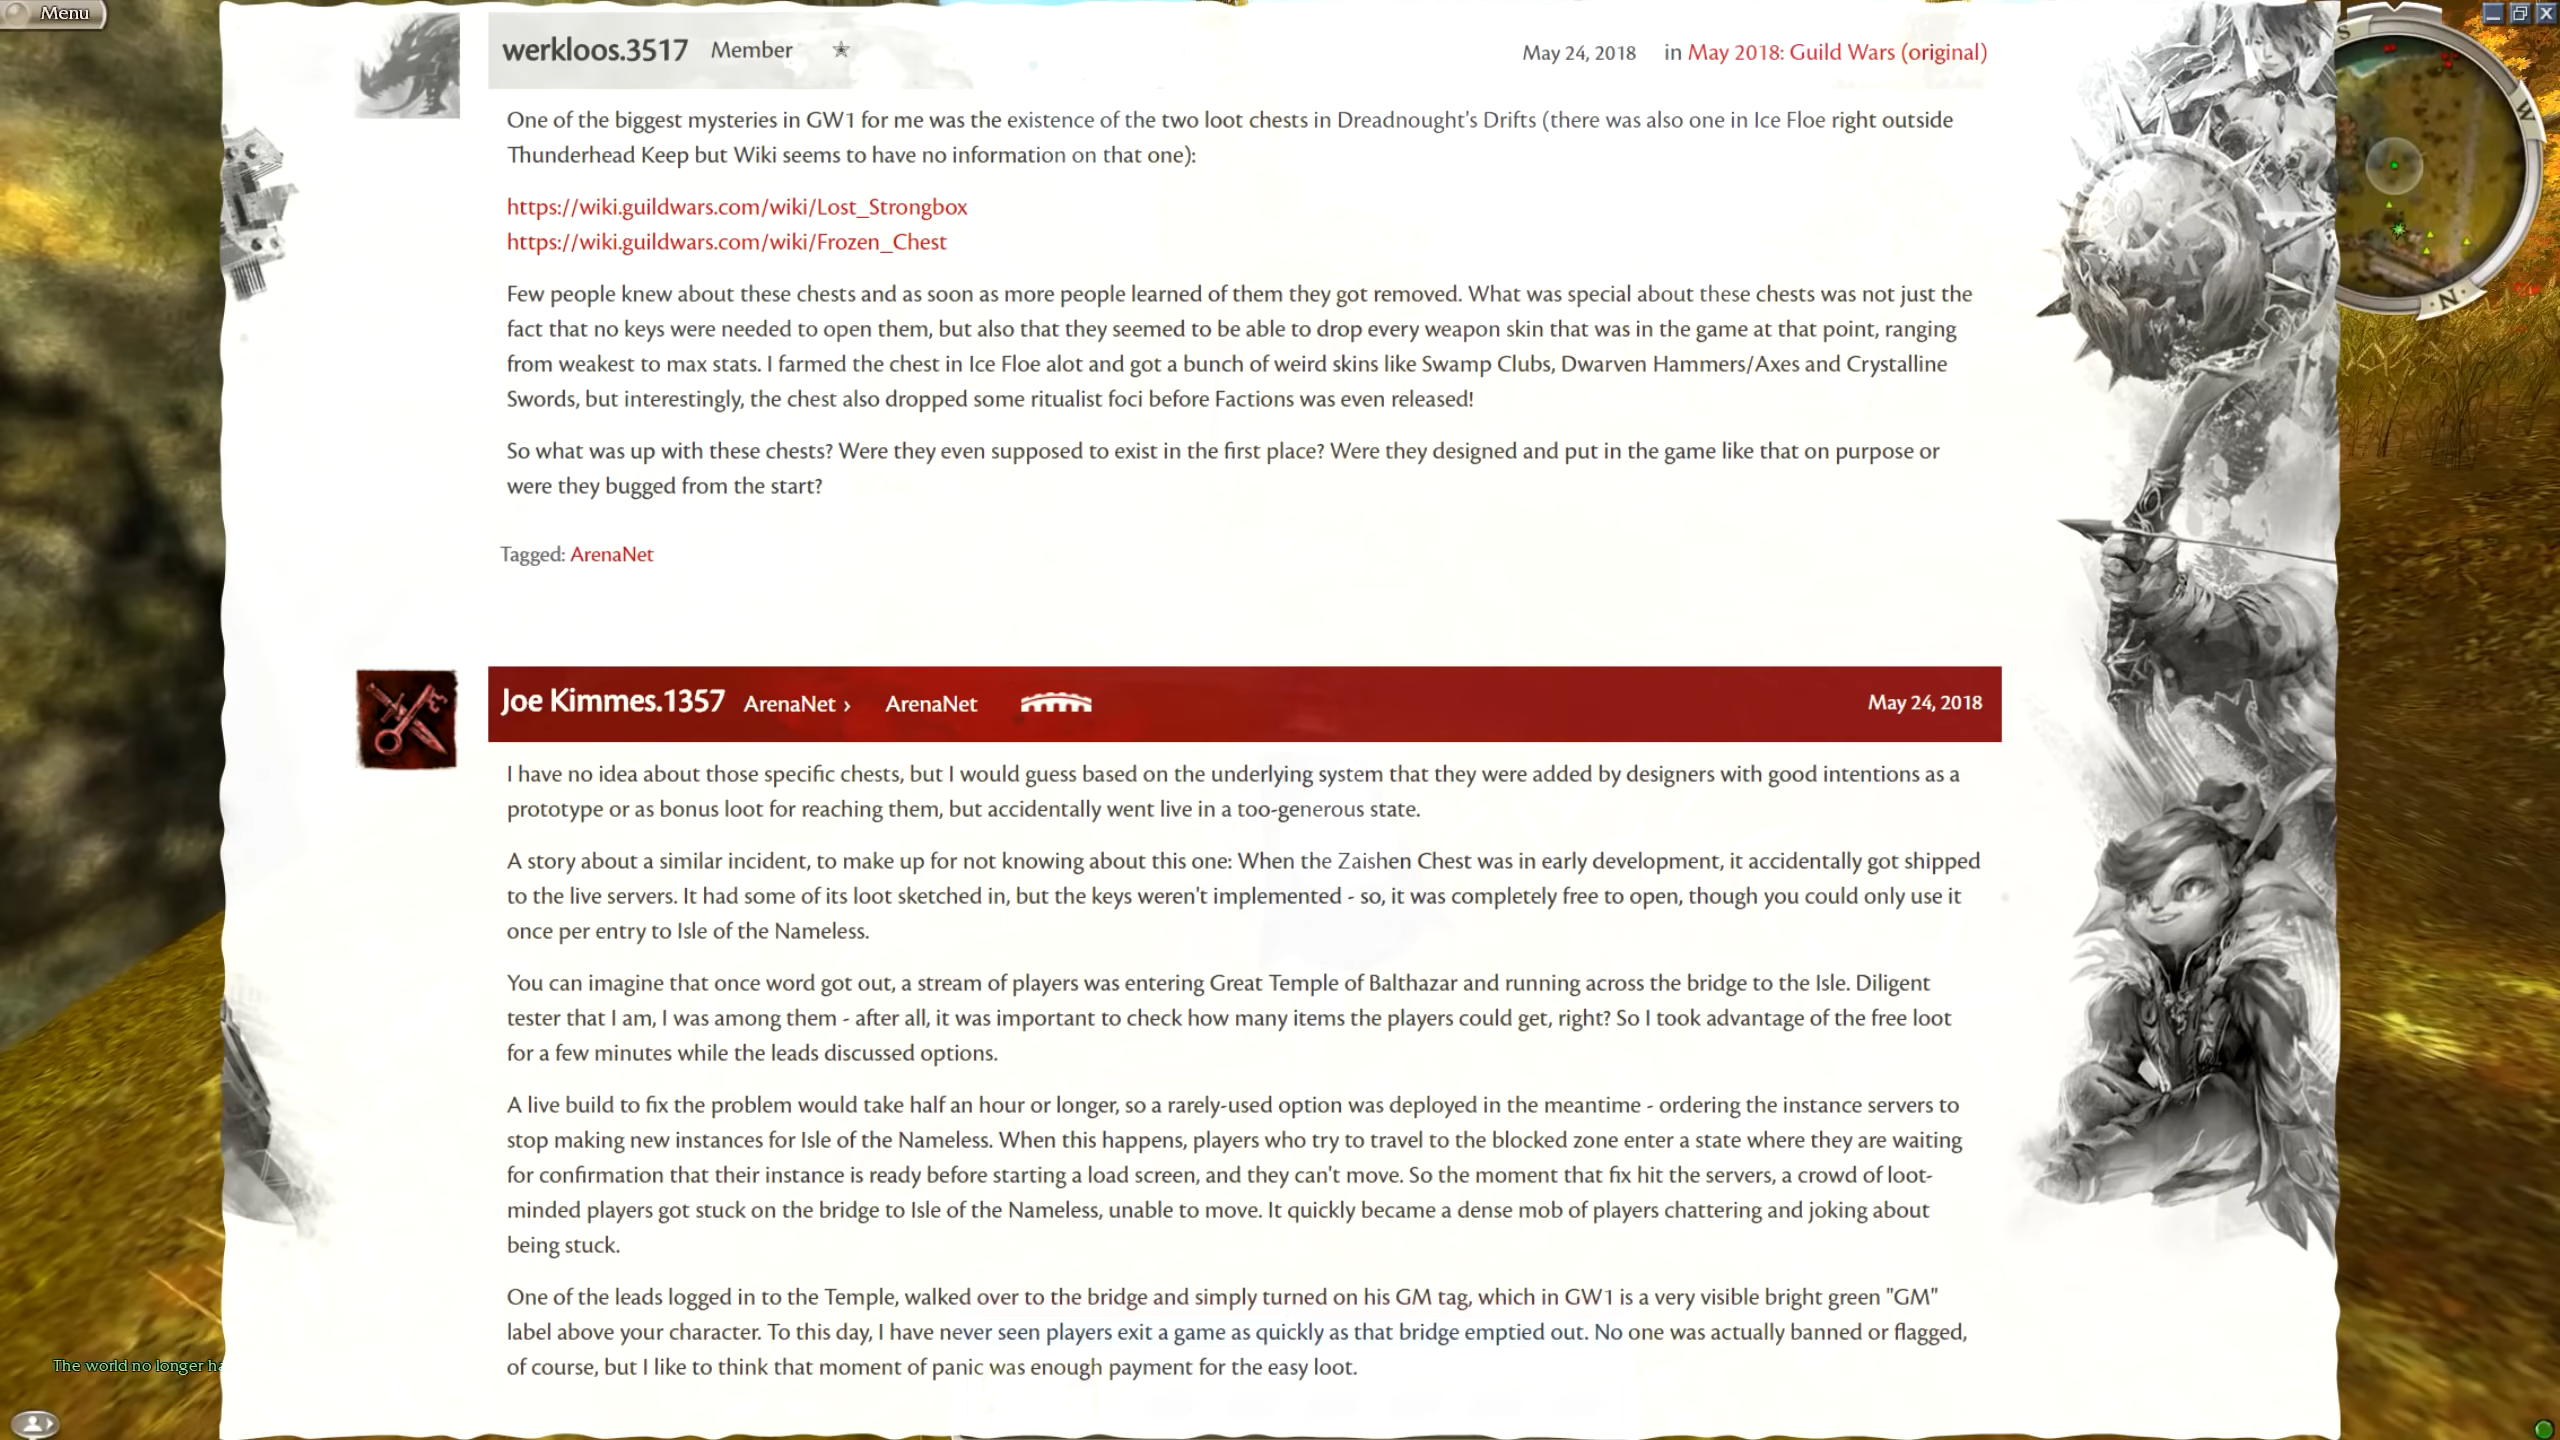 Menu
werkloos.3517 Member
May 24, 2018 in May 2018: Guild Wars (original)
One of the biggest mysteries in GW1 for me was the existence of the two loot chests in Dreadnought's Drifts (there was also one in Ice Floe right outside
Thunderhead Keep but Wiki seems to have no information on that one):
https://wiki.guildwars.com/wiki/Lost_Strongbox
https://wiki.guildwars.com/wiki/Frozen_Chest
Few people knew about these chests and as soon as more people learned of them they got removed. What was special about these chests was not just the
fact that no keys were needed to open them, but also that they seemed to be able to drop every weapon skin that was in the game at that point, ranging
from weakest to max stats. I farmed the chest in Ice Floe alot and got a bunch of weird skins like Swamp Clubs, Dwarven Hammers/Axes and Crystalline
Swords, but interestingly, the chest also dropped some ritualist foci before Factions was even released!
So what was up with these chests? Were they even supposed to exist in the first place? Were they designed and put in the game like that on purpose or
were they bugged from the start?
Tagged: ArenaNet
Joe Kimmes.1357 ArenaNet › ArenaNet
May 24, 2018
I have no idea about those specific chests, but I would guess based on the underlying system that they were added by designers with good intentions as a
prototype or as bonus loot for reaching them, but accidentally went live in a too-generous state.
A story about a similar incident, to make up for not knowing about this one: When the Zaishen Chest was in early development, it accidentally got shipped
to the live servers. It had some of its loot sketched in, but the keys weren't implemented - so, it was completely free to open, though you could only use it
once per entry to Isle of the Nameless.
You can imagine that once word got out, a stream of players was entering Great Temple of Balthazar and running across the bridge to the Isle. Diligent
tester that I am, I was among them - after all, it was important to check how many items the players could get, right? So I took advantage of the free loot
for a few minutes while the leads discussed options.
A live build to fix the problem would take half an hour or longer, so a rarely-used option was deployed in the meantime - ordering the instance servers to
stop making new instances for Isle of the Nameless. When this happens, players who try to travel to the blocked zone enter a state where they are waiting
for confirmation that their instance is ready before starting a load screen, and they can't move. So the moment that fix hit the servers, a crowd of loot-
minded players got stuck on the bridge to Isle of the Nameless, unable to move. It quickly became a dense mob of players chattering and joking about
being stuck.
One of the leads logged in to the Temple, walked over to the bridge and simply turned on his GM tag, which in GW1 is a very visible bright green "GM"
label above your character. To this day, I have never seen players exit a game as quickly as that bridge emptied out. No one was actually banned or flagged,
of course, but I like to think that moment of panic was enough payment for the easy loot.
The world no longer ha
S
W
N